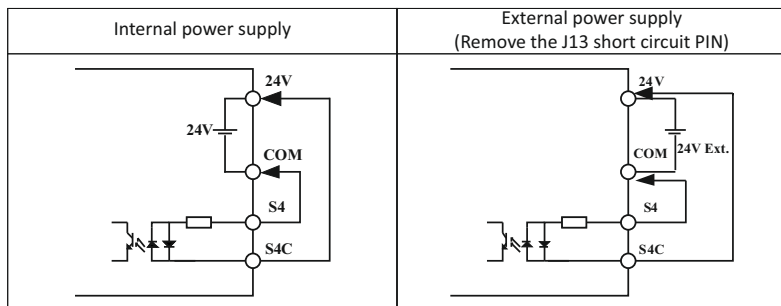 Internal power supply
External power supply
(Remove the J13 short circuit PIN)
24V
24V
COM
S4
S4C
24V
COM
24V Ext.
S4
S4C